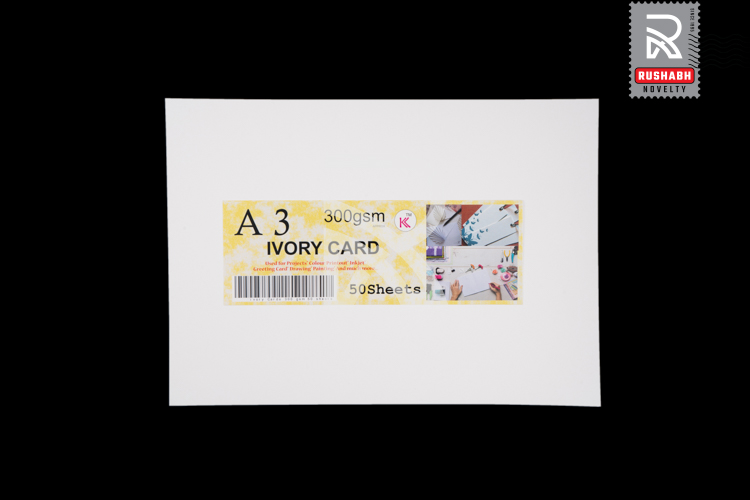 RUSHABH
NOVELTY
A 3
300gsm
K
IVORY CARD
Used for Projects Colour Printout Inkjet
Greeting Card Drawing Painting and much more
50Sheets